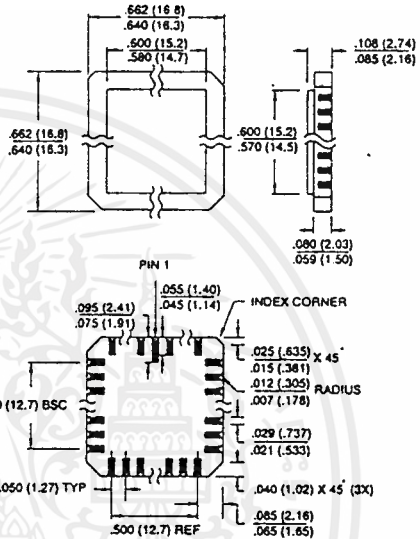 .662 (16.8)
.640 (16.3)
.600 (15.2)
.580 (14.7)
.108 (2.74)
.085 (2.16)
.662 (16.8)
.640 (16.3)
.600 (15.2)
.570 (14.5)
.080 (2.03)
.059 (1.50)
PIN 1
.055 (1.40)
.045 (1.14)
.095 (2.41)
.075 (1.91)
INDEX CORNER
.025 (.635) X 45°
.015 (.381)
.012 (.305) RADIUS
.007 (.178)
(12.7) BSC
.029 (.737)
.021 (.533)
.050 (1.27) TYP
.040 (1.02) X 45° (3X)
.500 (12.7) REF
.085 (2.16)
.065 (1.65)